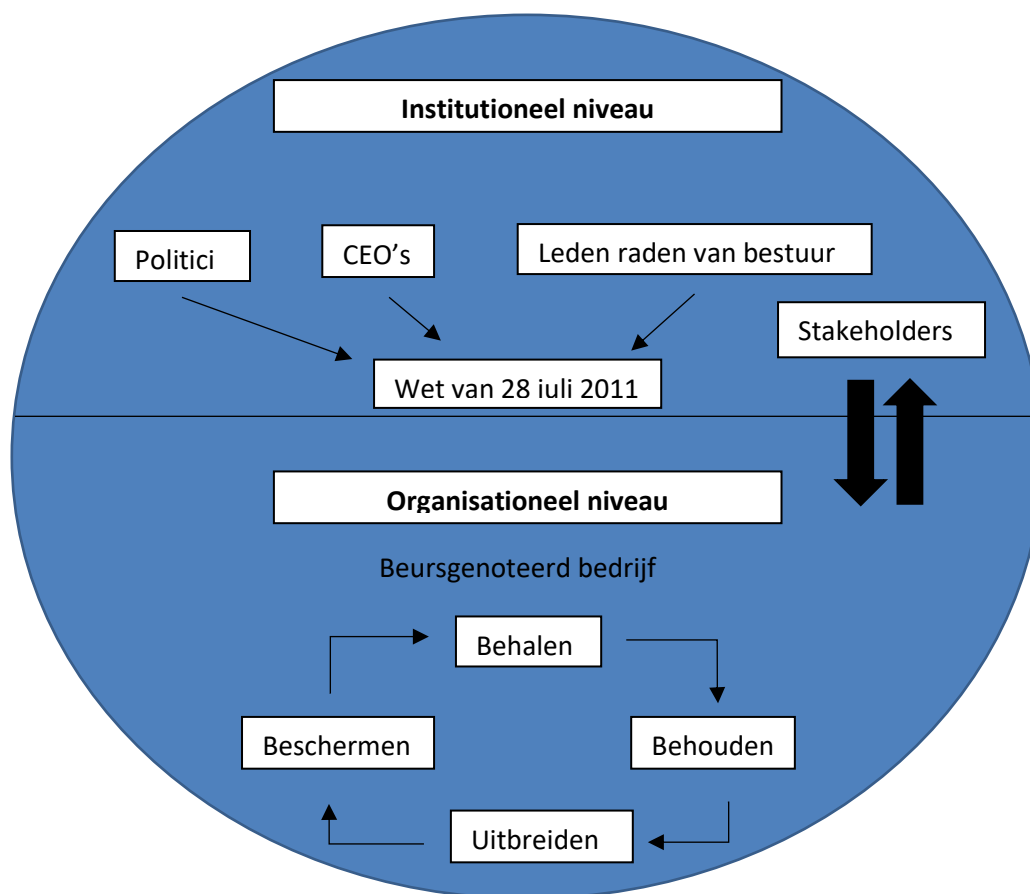 Institutioneel niveau
Politici
CEO's
Leden raden van bestuur
Stakeholders
Wet van 28 juli 2011
Organisationeel niveau
Beursgenoteerd bedrijf
Behalen
Beschermen
Behouden
Uitbreiden